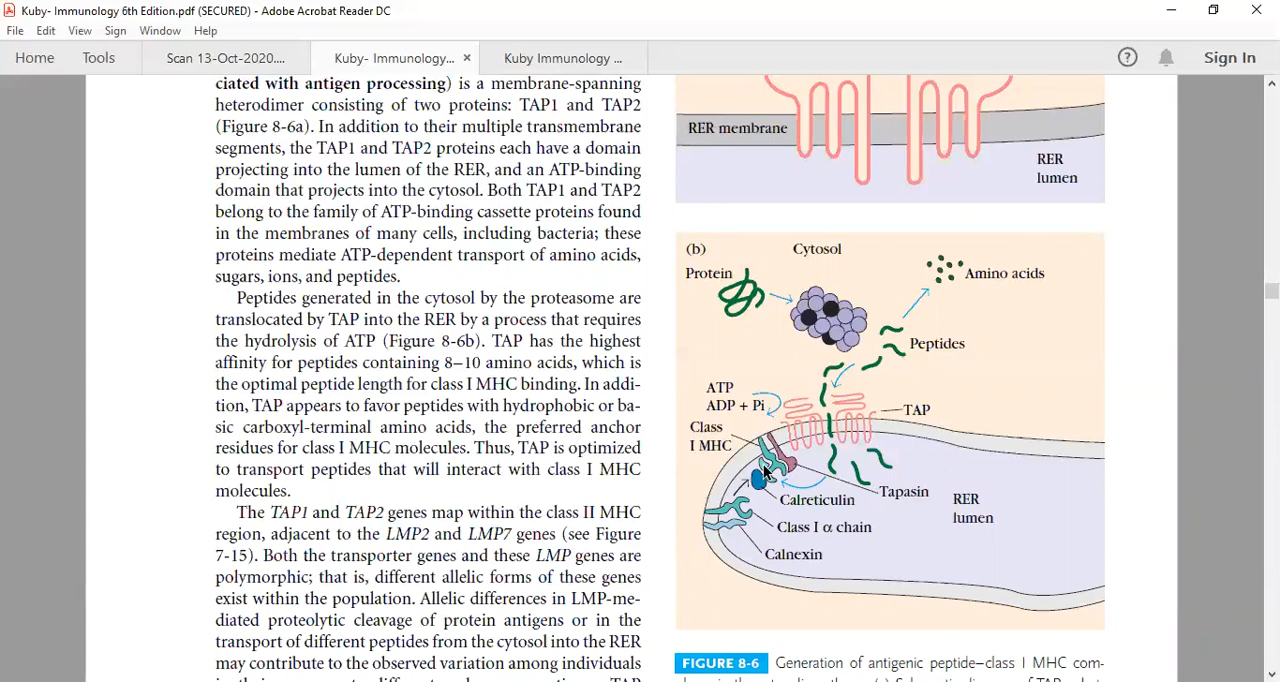 Kuby- Immunology 6th Edition.pdf (SECURED) - Adobe Acrobat Reader DC
File Edit View Sign Window Help
Home Tools Scan 13-Oct-2020.... Kuby- Immunology... × Kuby Immunology ... Sign In
ciated with antigen processing) is a membrane-spanning
heterodimer consisting of two proteins: TAP1 and TAP2
(Figure 8-6a). In addition to their multiple transmembrane
segments, the TAP1 and TAP2 proteins each have a domain
projecting into the lumen of the RER, and an ATP-binding
domain that projects into the cytosol. Both TAP1 and TAP2
belong to the family of ATP-binding cassette proteins found
in the membranes of many cells, including bacteria; these
proteins mediate ATP-dependent transport of amino acids,
sugars, ions, and peptides.
Peptides generated in the cytosol by the proteasome are
translocated by TAP into the RER by a process that requires
the hydrolysis of ATP (Figure 8-6b). TAP has the highest
affinity for peptides containing 8–10 amino acids, which is
the optimal peptide length for class I MHC binding. In addi-
tion, TAP appears to favor peptides with hydrophobic or ba-
sic carboxyl-terminal amino acids, the preferred anchor
residues for class I MHC molecules. Thus, TAP is optimized
to transport peptides that will interact with class I MHC
molecules.
The TAP1 and TAP2 genes map within the class II MHC
region, adjacent to the LMP2 and LMP7 genes (see Figure
7-15). Both the transporter genes and these LMP genes are
polymorphic; that is, different allelic forms of these genes
exist within the population. Allelic differences in LMP-me-
diated proteolytic cleavage of protein antigens or in the
transport of different peptides from the cytosol into the RER
may contribute to the observed variation among individuals
RER membrane
RER
lumen
(b)
Cytosol
Protein
Amino acids
Peptides
ATP
ADP + Pi
TAP
Class
I MHC
Tapasin
Calreticulin
RER
lumen
Class I α chain
Calnexin
FIGURE 8-6 Generation of antigenic peptide–class I MHC com-